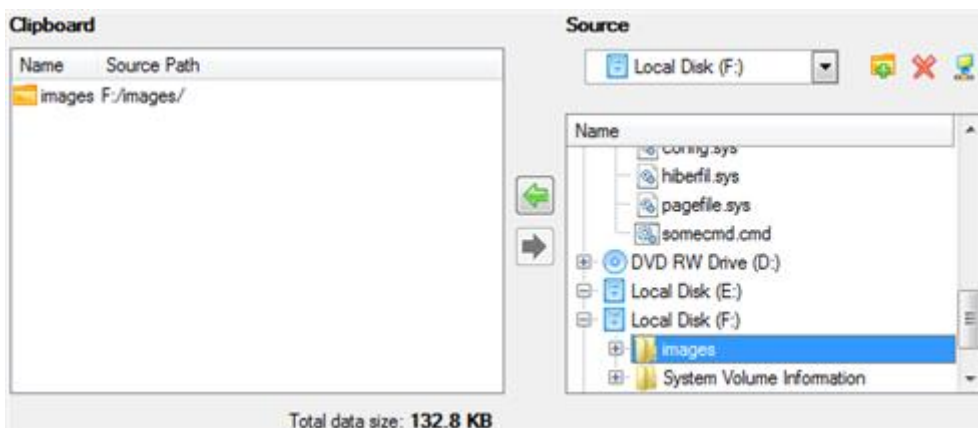 Clipboard
Name Source Path
images F:/images/
Total data size: 132.8 KB
Source
Local Disk (F:)
Name
config.sys
hiberfil.sys
pagefile.sys
somecmd.cmd
DVD RW Drive (D:)
Local Disk (E:)
Local Disk (F:)
images
System Volume Information